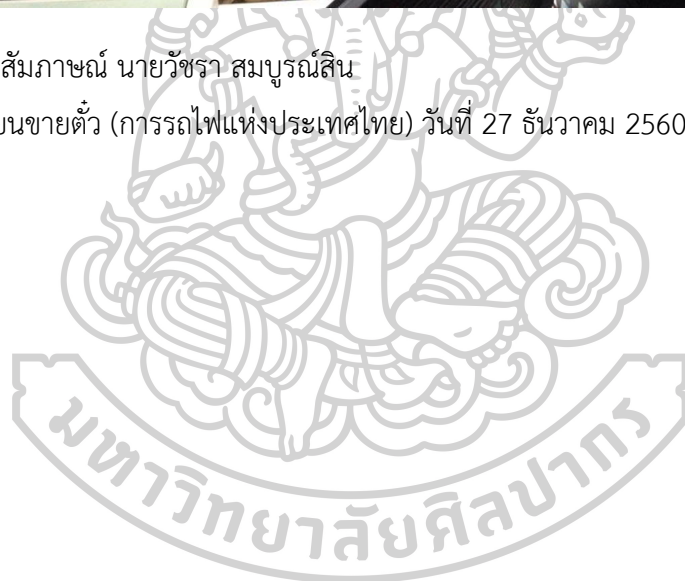 สัมภาษณ์ นายวัชรา สมบูรณ์สิน
ยนขายตั๋ว (การรถไฟแห่งประเทศไทย) วันที่ 27 ธันวาคม 2560
มหาวิทยาลัยศิลปากร